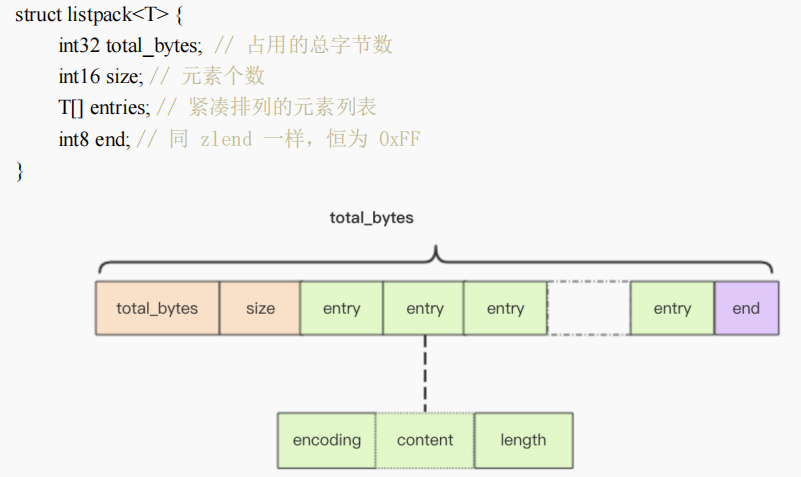 struct listpack<T> {
int32 total_bytes; // 占用的总字节数
int16 size; // 元素个数
T[] entries; // 紧凑排列的元素列表
int8 end; // 同 zlend 一样，恒为 0xFF
}
total_bytes
total_bytes size entry entry entry entry end
encoding content length